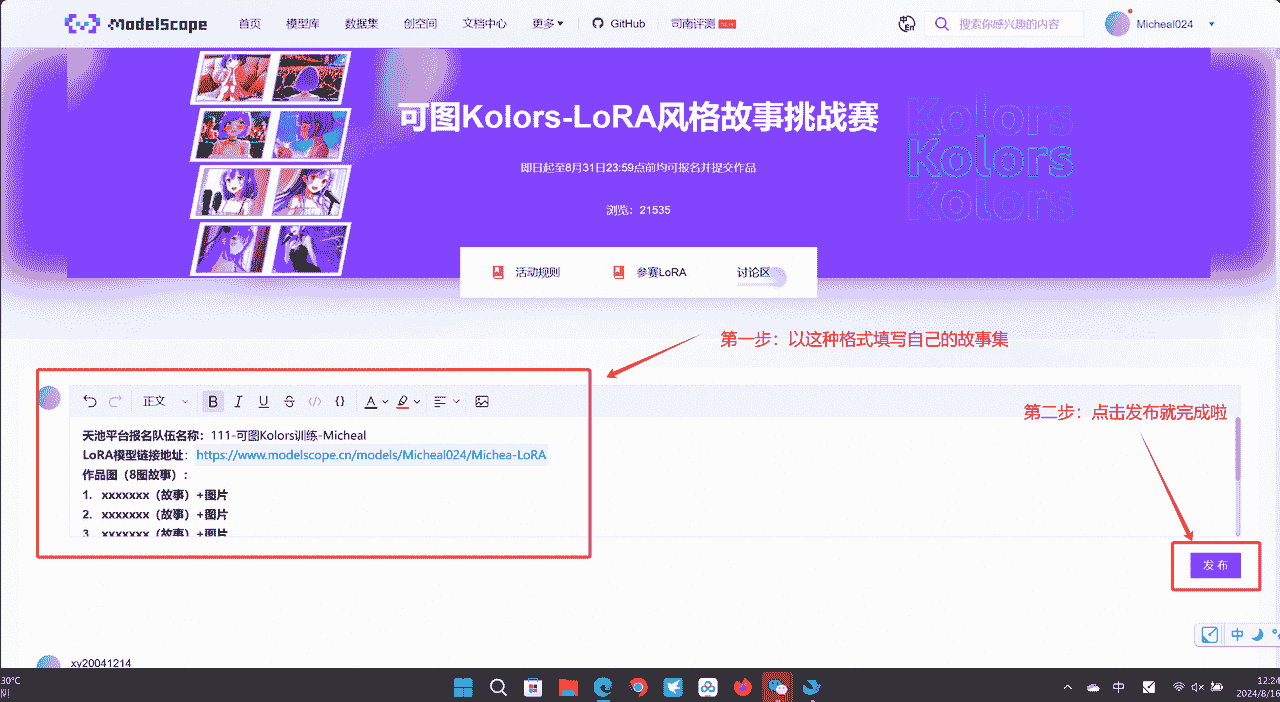 ModelScope 首页 模型库 数据集 创空间 文档中心 更多 GitHub 司南评测 搜索你感兴趣的内容 Micheal024
可图Kolors-LoRA风格故事挑战赛
Kolors
Kolors
Kolors
即日起至8月31日23:59点前均可报名并提交作品
浏览：21535
活动规则 参赛LoRA 讨论区
第一步：以这种格式填写自己的故事集
第二步：点击发布就完成啦
正文 B I U S </> {} A
天池平台报名队伍名称：111-可图Kolors训练-Micheal
LoRA模型链接地址：https://www.modelscope.cn/models/Micheal024/Michea-LoRA
作品图（8图故事）：
1. xxxxxxx（故事）+图片
2. xxxxxxx（故事）+图片
3. xxxxxxx（故事）+图片
发布
中
xy20041214
30°C
中
12:24
2024/8/16